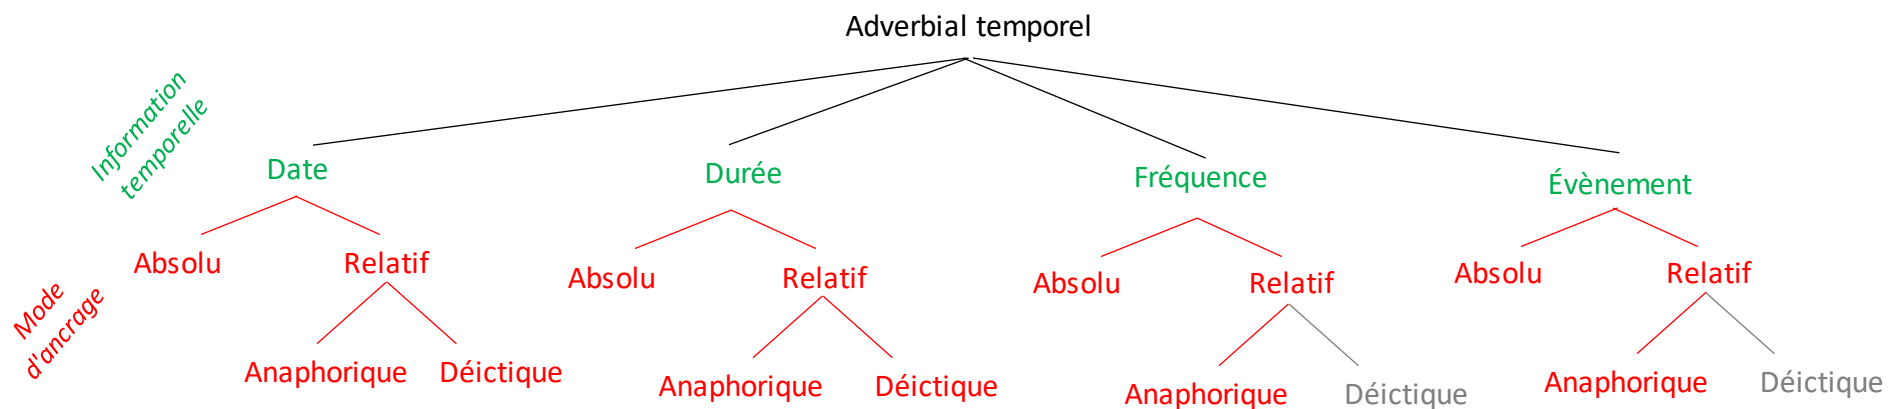 Adverbial temporel
Information
temporelle
Date
Durée
Fréquence
Évènement
Mode
d'ancrage
Absolu
Relatif
Absolu
Relatif
Absolu
Relatif
Absolu
Relatif
Anaphorique
Déictique
Anaphorique
Déictique
Anaphorique
Déictique
Anaphorique
Déictique